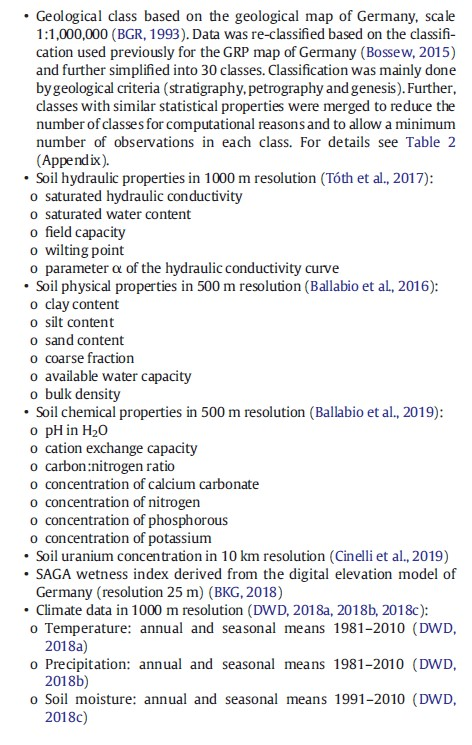 • Geological class based on the geological map of Germany, scale
1:1,000,000 (BGR, 1993). Data was re-classified based on the classifi-
cation used previously for the GRP map of Germany (Bossew, 2015)
and further simplified into 30 classes. Classification was mainly done
by geological criteria (stratigraphy, petrography and genesis). Further,
classes with similar statistical properties were merged to reduce the
number of classes for computational reasons and to allow a minimum
number of observations in each class. For details see Table 2
(Appendix).
• Soil hydraulic properties in 1000 m resolution (Tóth et al., 2017):
o saturated hydraulic conductivity
o saturated water content
o field capacity
o wilting point
o parameter α of the hydraulic conductivity curve
• Soil physical properties in 500 m resolution (Ballabio et al., 2016):
o clay content
o silt content
o sand content
o coarse fraction
o available water capacity
o bulk density
• Soil chemical properties in 500 m resolution (Ballabio et al., 2019):
o pH in H₂O
o cation exchange capacity
o carbon:nitrogen ratio
o concentration of calcium carbonate
o concentration of nitrogen
o concentration of phosphorous
o concentration of potassium
• Soil uranium concentration in 10 km resolution (Cinelli et al., 2019)
• SAGA wetness index derived from the digital elevation model of
Germany (resolution 25 m) (BKG, 2018)
• Climate data in 1000 m resolution (DWD, 2018a, 2018b, 2018c):
o Temperature: annual and seasonal means 1981–2010 (DWD,
2018a)
o Precipitation: annual and seasonal means 1981–2010 (DWD,
2018b)
o Soil moisture: annual and seasonal means 1991–2010 (DWD,
2018c)